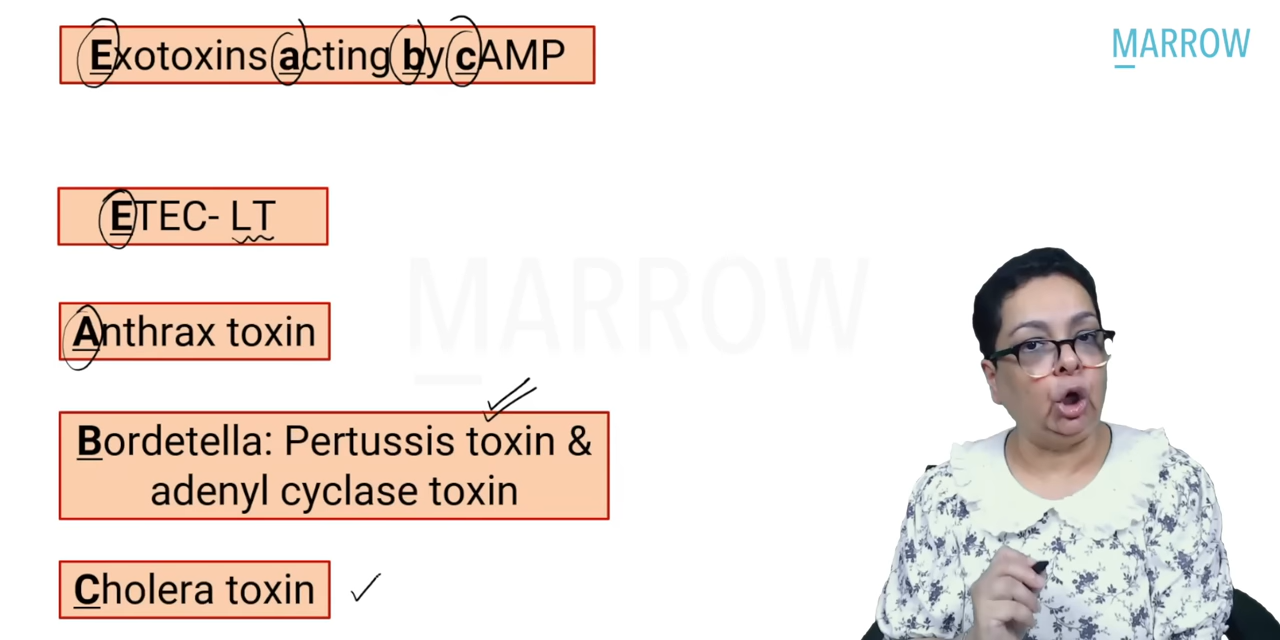 Exotoxins acting by cAMP
MARROW
ETEC- LT
Anthrax toxin
MARROW
Bordetella: Pertussis toxin &
adenyl cyclase toxin
Cholera toxin